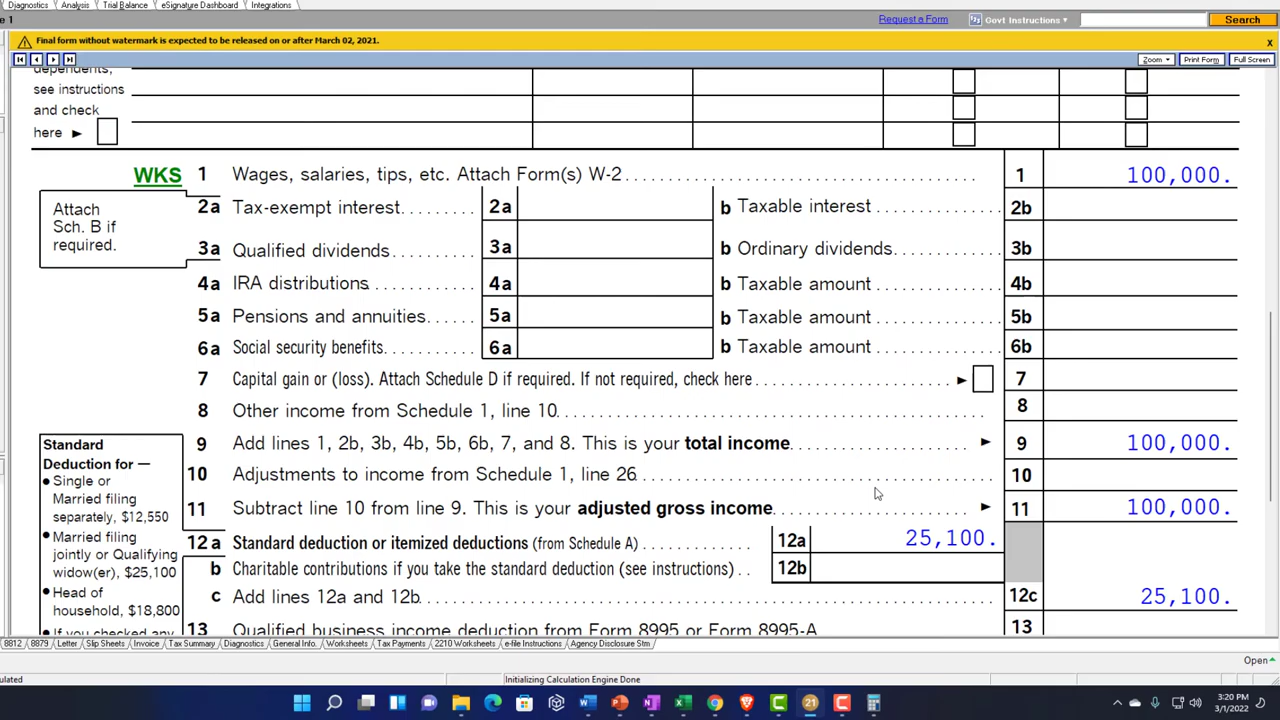 Diagnostics Analysis Trial Balance eSignature Dashboard Integrations
e 1 Request a Form Govt Instructions Search
Final form without watermark is expected to be released on or after March 02, 2021. x
Zoom Print Form Full Screen
dependents,
see instructions
and check
here ►
WKS 1 Wages, salaries, tips, etc. Attach Form(s) W-2 1 100,000.
Attach
Sch. B if
required.
2a Tax-exempt interest 2a b Taxable interest 2b
3a Qualified dividends 3a b Ordinary dividends 3b
4a IRA distributions 4a b Taxable amount 4b
5a Pensions and annuities 5a b Taxable amount 5b
6a Social security benefits 6a b Taxable amount 6b
7 Capital gain or (loss). Attach Schedule D if required. If not required, check here ► 7
8 Other income from Schedule 1, line 10 8
9 Add lines 1, 2b, 3b, 4b, 5b, 6b, 7, and 8. This is your total income ► 9 100,000.
10 Adjustments to income from Schedule 1, line 26 10
11 Subtract line 10 from line 9. This is your adjusted gross income ► 11 100,000.
12a Standard deduction or itemized deductions (from Schedule A) 12a 25,100.
b Charitable contributions if you take the standard deduction (see instructions) 12b
c Add lines 12a and 12b 12c 25,100.
13 Qualified business income deduction from Form 8995 or Form 8995-A 13
Standard
Deduction for —
• Single or
Married filing
separately, $12,550
• Married filing
jointly or Qualifying
widow(er), $25,100
• Head of
household, $18,800
• If you checked any
8812 8879 Letter Slip Sheets Invoice Tax Summary Diagnostics General Info. Worksheets Tax Payments 2210 Worksheets e-file Instructions Agency Disclosure Stm
Open
ulated Initializing Calculation Engine Done
21
3:20 PM
3/1/2022